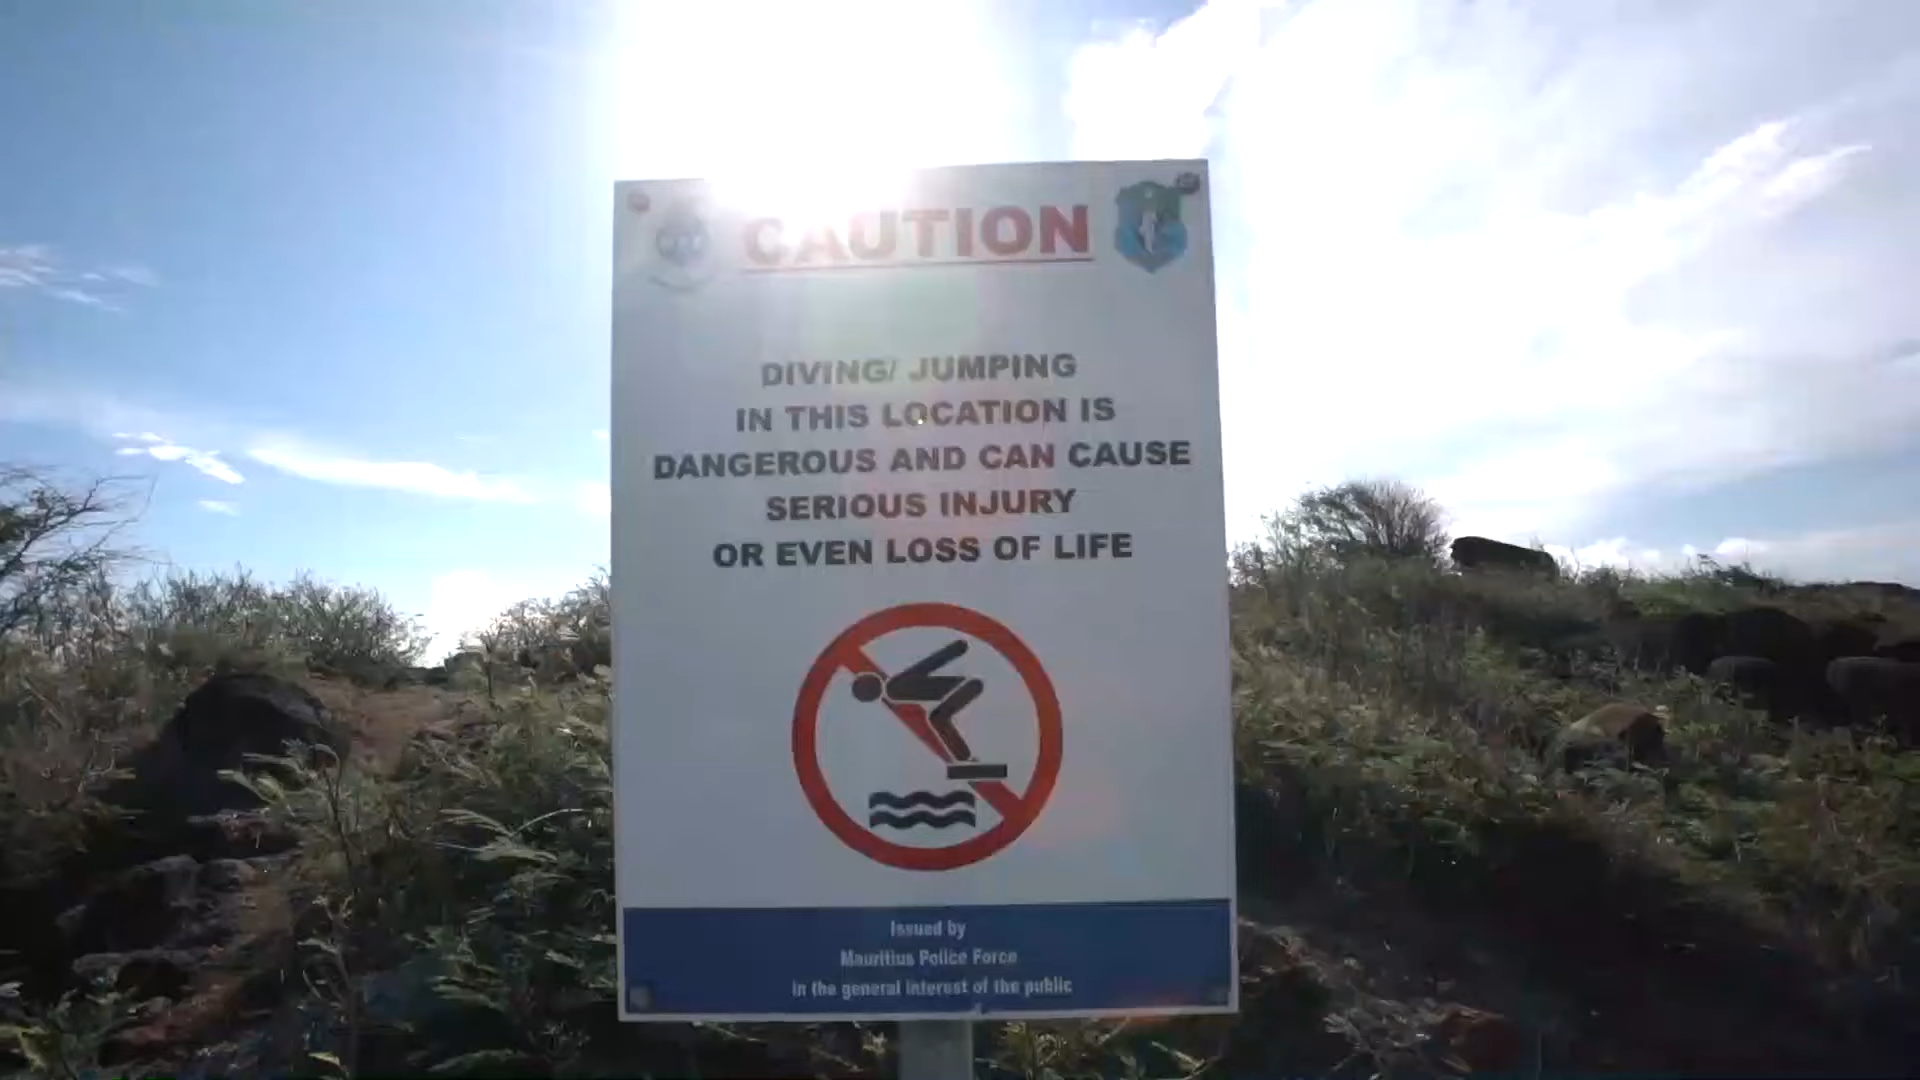 CAUTION
DIVING/ JUMPING
IN THIS LOCATION IS
DANGEROUS AND CAN CAUSE
SERIOUS INJURY
OR EVEN LOSS OF LIFE
Issued by
Mauritius Police Force
in the general interest of the public